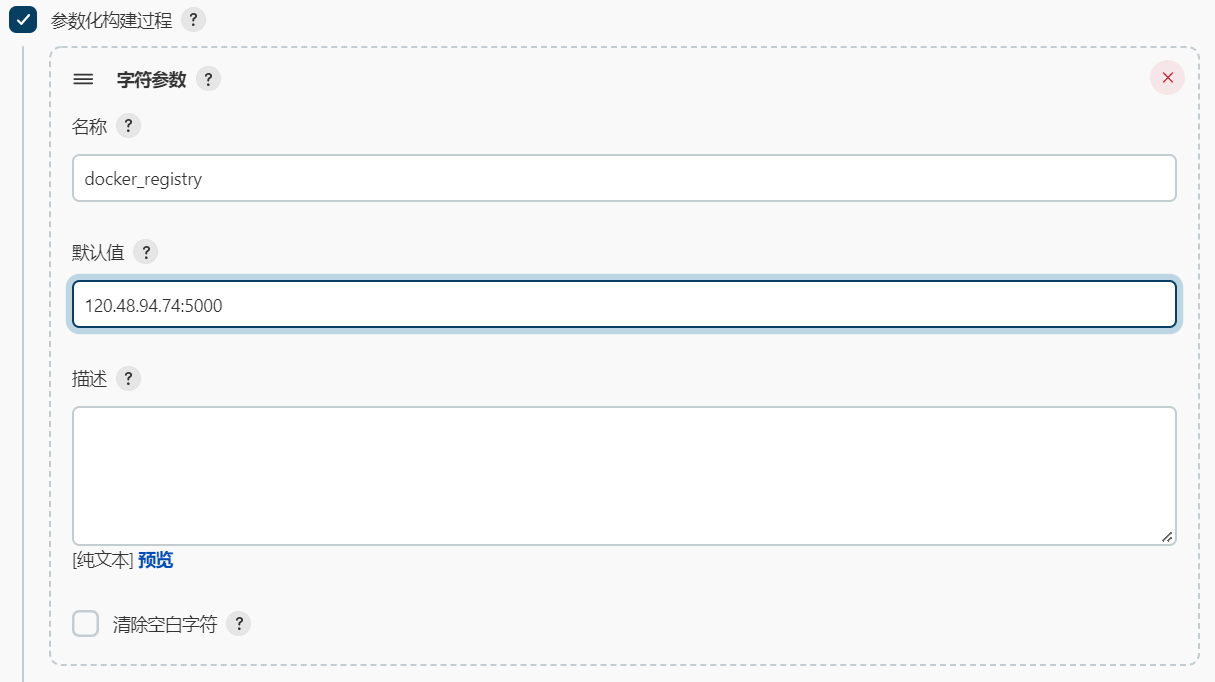 参数化构建过程 ?
字符参数 ?
名称 ?
docker_registry
默认值 ?
120.48.94.74:5000
描述 ?
[纯文本] 预览
清除空白字符 ?